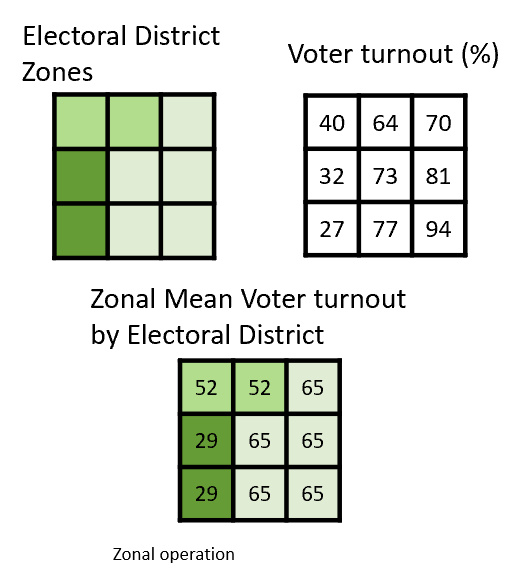 Electoral District
Zones
Voter turnout (%)
40 64 70
32 73 81
27 77 94
Zonal Mean Voter turnout
by Electoral District
52 52 65
29 65 65
29 65 65
Zonal operation